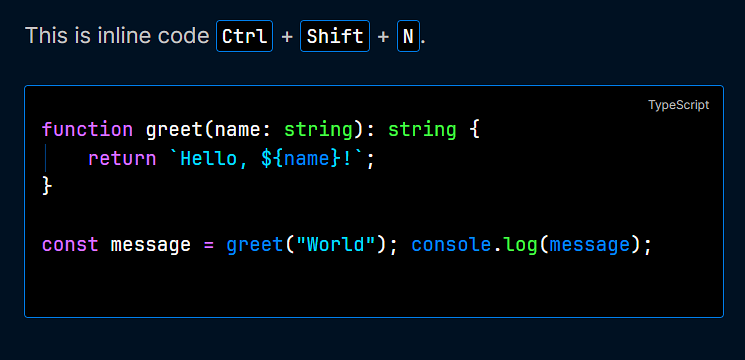 This is inline code Ctrl + Shift + N.
TypeScript
function greet(name: string): string {
    return `Hello, ${name}!`;
}
const message = greet("World"); console.log(message);